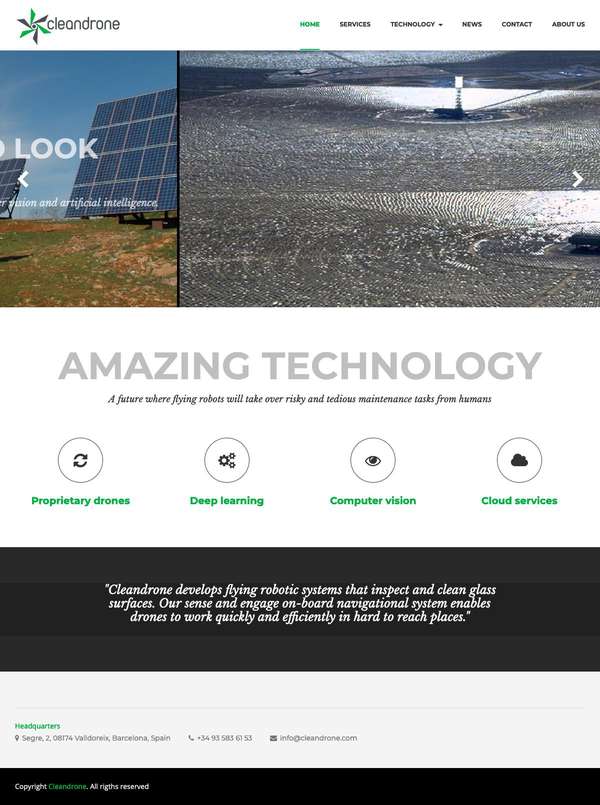 cleandrone
HOME SERVICES TECHNOLOGY NEWS CONTACT ABOUT US
LOOK
vision and artificial intelligence.
AMAZING TECHNOLOGY
A future where flying robots will take over risky and tedious maintenance tasks from humans
Proprietary drones Deep learning Computer vision Cloud services
"Cleandrone develops flying robotic systems that inspect and clean glass
surfaces. Our sense and engage on-board navigational system enables
drones to work quickly and efficiently in hard to reach places."
Headquarters
Segre, 2, 08174 Valldoreix, Barcelona, Spain +34 93 583 61 53 info@cleandrone.com
Copyright Cleandrone. All rigths reserved